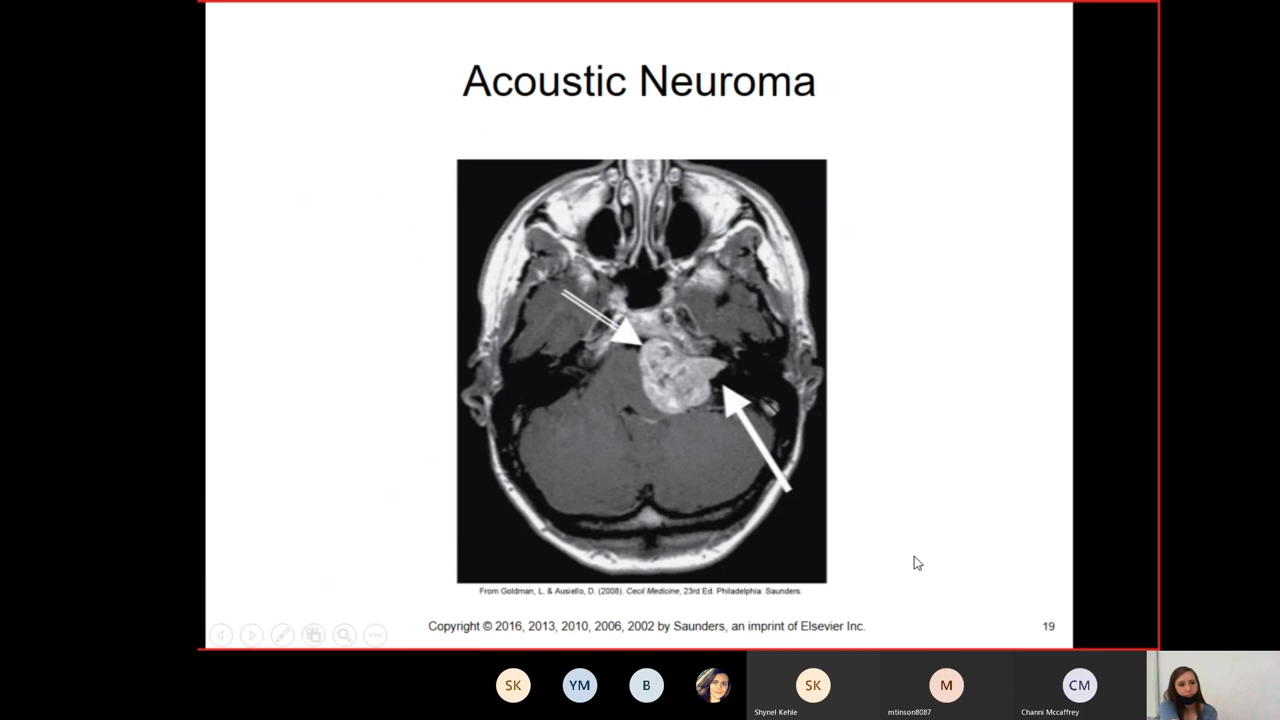 Acoustic Neuroma
From Goldman, L. & Ausiello, D. (2008). Cecil Medicine, 23rd Ed. Philadelphia: Saunders.
Copyright © 2016, 2013, 2010, 2006, 2002 by Saunders, an imprint of Elsevier Inc.
19
SK
YM
B
SK
M
CM
Shynel Kehle
mtinson8087
Channi Mccaffrey